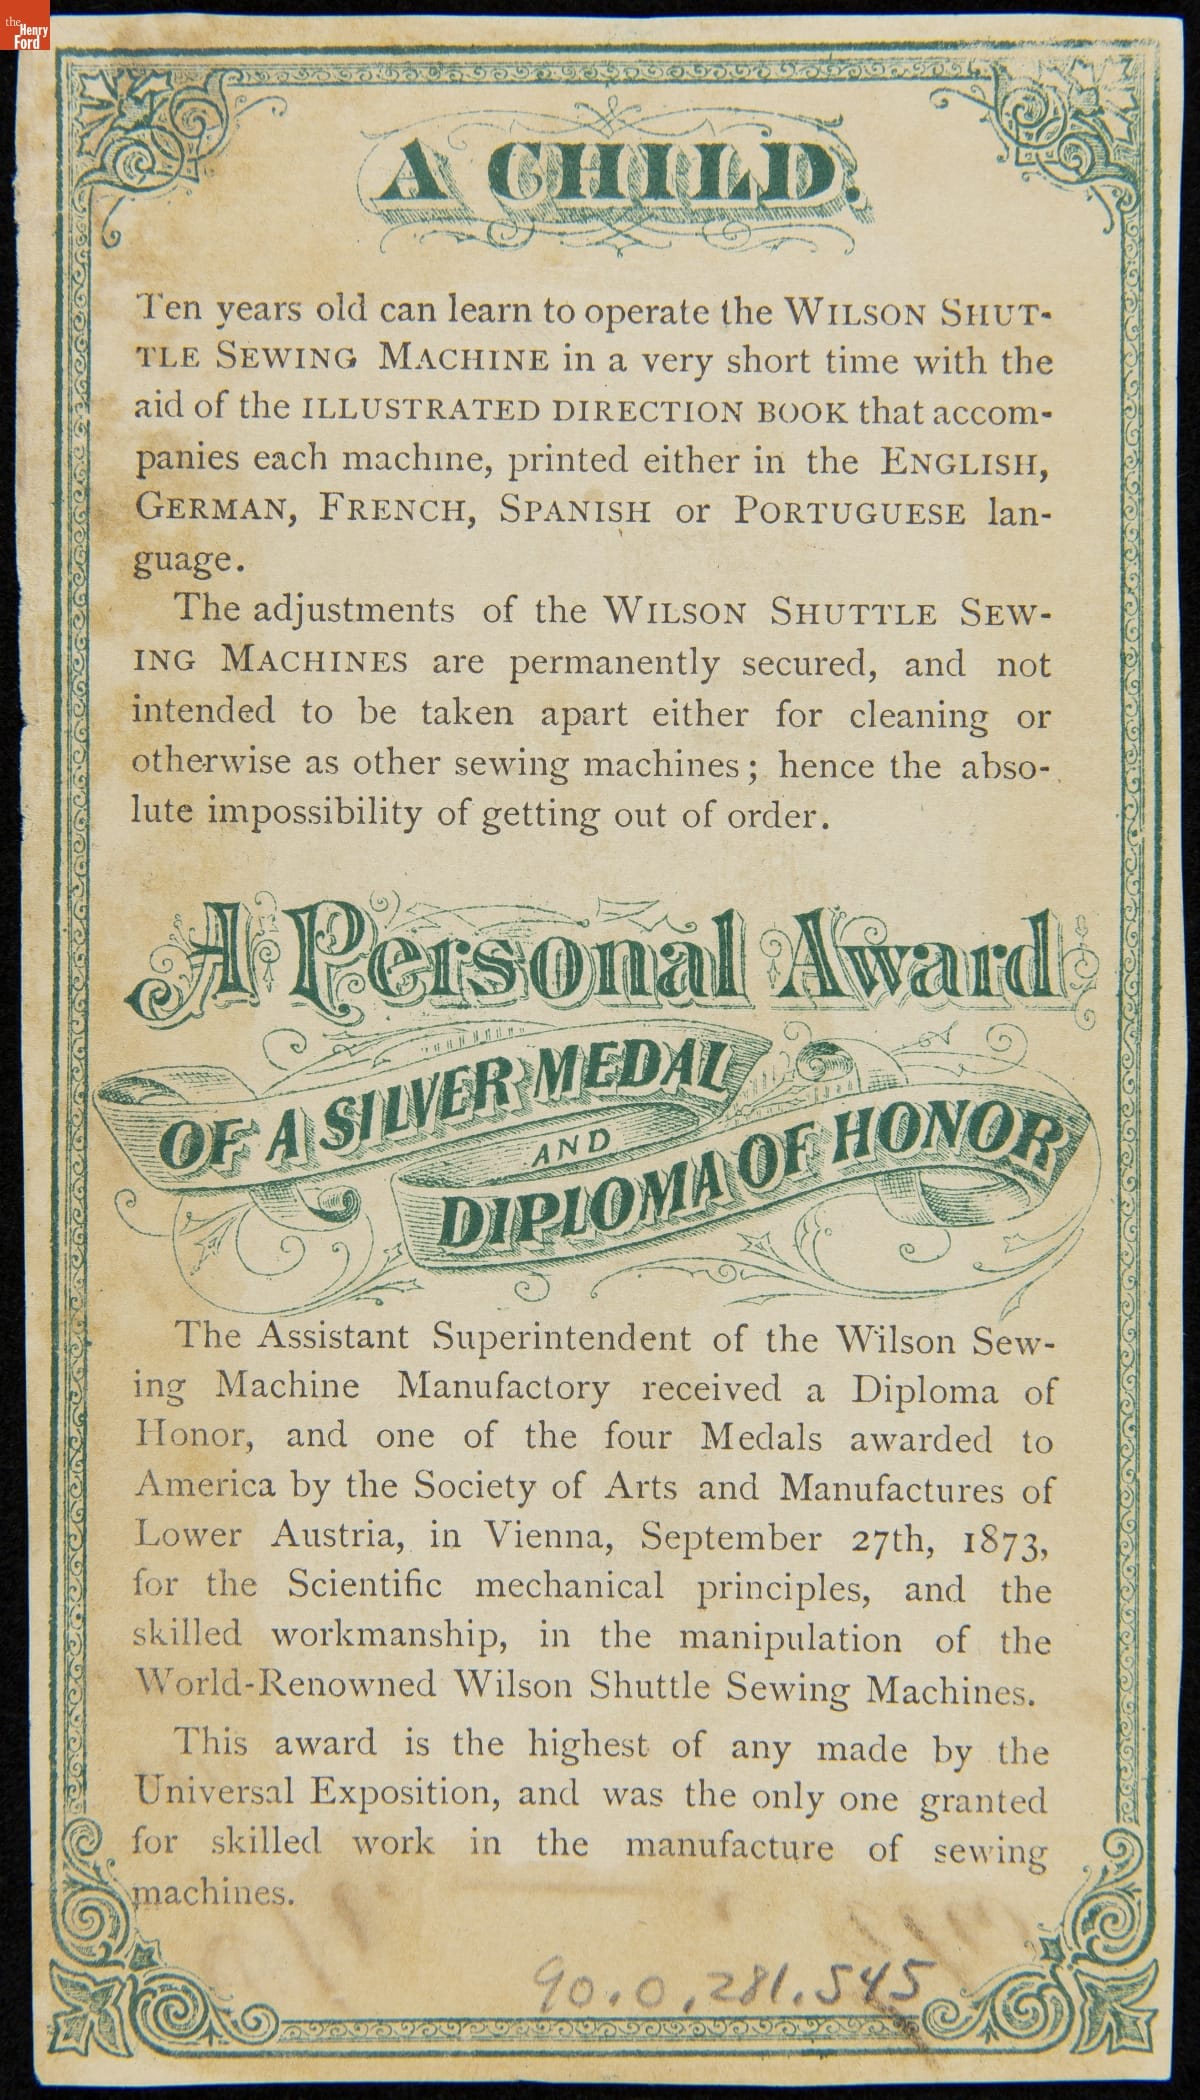 the
Henry
Ford
A CHILD.
Ten years old can learn to operate the WILSON SHUT-
TLE SEWING MACHINE in a very short time with the
aid of the ILLUSTRATED DIRECTION BOOK that accom-
panies each machine, printed either in the ENGLISH,
GERMAN, FRENCH, SPANISH or PORTUGUESE lan-
guage.
The adjustments of the WILSON SHUTTLE SEW-
ING MACHINES are permanently secured, and not
intended to be taken apart either for cleaning or
otherwise as other sewing machines; hence the abso-
lute impossibility of getting out of order.
A Personal Award
OF A SILVER MEDAL
AND
DIPLOMA OF HONOR
The Assistant Superintendent of the Wilson Sew-
ing Machine Manufactory received a Diploma of
Honor, and one of the four Medals awarded to
America by the Society of Arts and Manufactures of
Lower Austria, in Vienna, September 27th, 1873,
for the Scientific mechanical principles, and the
skilled workmanship, in the manipulation of the
World-Renowned Wilson Shuttle Sewing Machines.
This award is the highest of any made by the
Universal Exposition, and was the only one granted
for skilled work in the manufacture of sewing
machines.
90.0.281.545